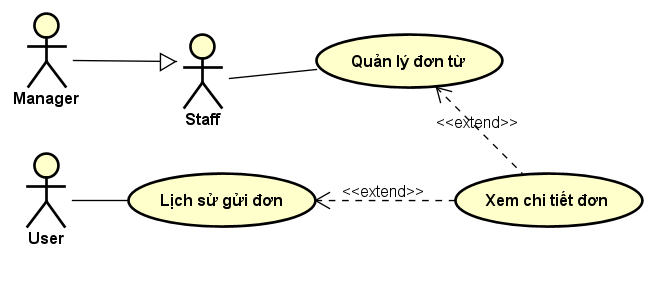 Manager
Staff
Quản lý đơn từ
<<extend>>
User
Lịch sử gửi đơn
<<extend>>
Xem chi tiết đơn